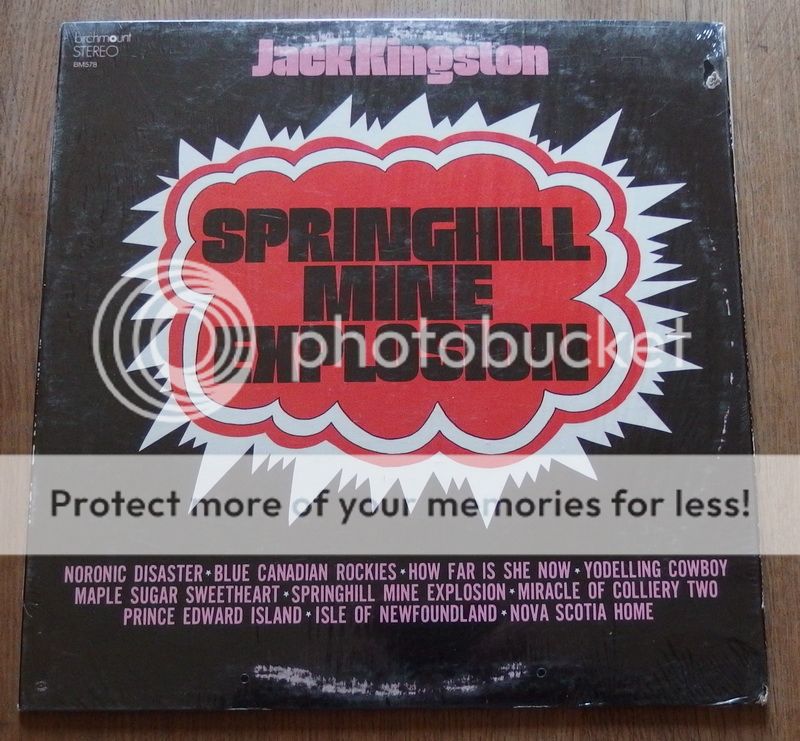 birchmount
STEREO
BM578
Jack Kingston
SPRINGHILL
MINE
EXPLOSION
photobucket
Protect more of your memories for less!
NORONIC DISASTER * BLUE CANADIAN ROCKIES * HOW FAR IS SHE NOW * YODELLING COWBOY
MAPLE SUGAR SWEETHEART * SPRINGHILL MINE EXPLOSION * MIRACLE OF COLLIERY TWO
PRINCE EDWARD ISLAND * ISLE OF NEWFOUNDLAND * NOVA SCOTIA HOME